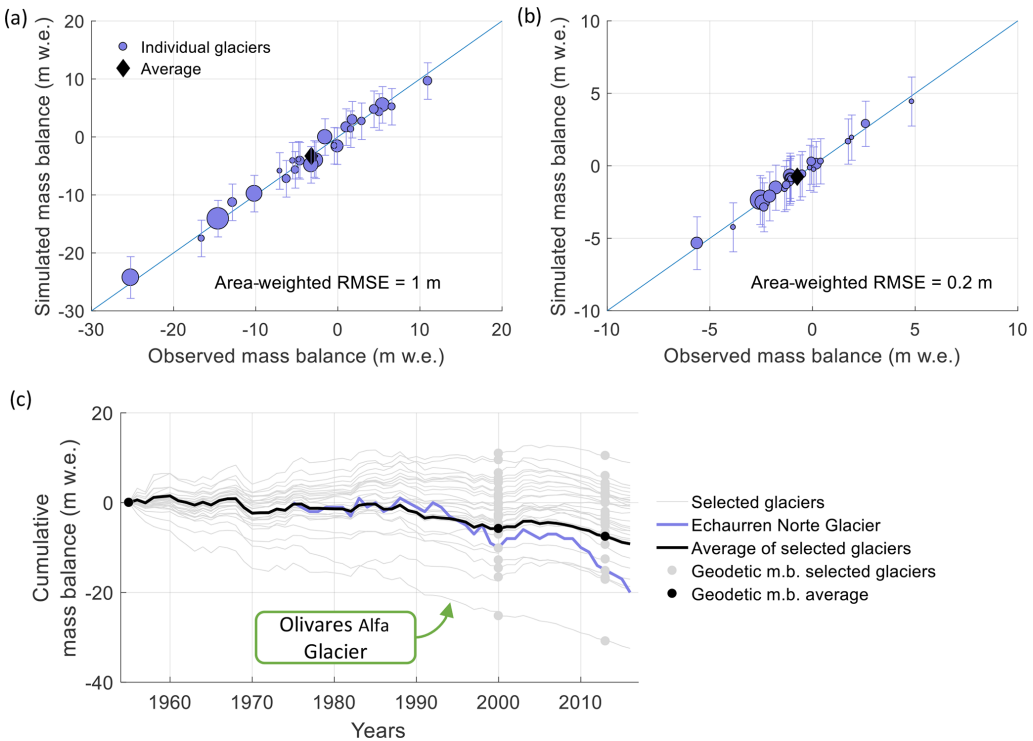 (a)
20
10
0
-10
-20
-30
-30
-20
-10
0
10
20
Simulated mass balance (m w.e.)
Observed mass balance (m w.e.)
Individual glaciers
Average
Area-weighted RMSE = 1 m
(b)
10
5
0
-5
-10
-10
-5
0
5
10
Simulated mass balance (m w.e.)
Observed mass balance (m w.e.)
Area-weighted RMSE = 0.2 m
(c)
20
0
-20
-40
1960
1970
1980
1990
2000
2010
Cumulative
mass balance (m w.e.)
Years
Olivares Alfa
Glacier
Selected glaciers
Echaurren Norte Glacier
Average of selected glaciers
Geodetic m.b. selected glaciers
Geodetic m.b. average